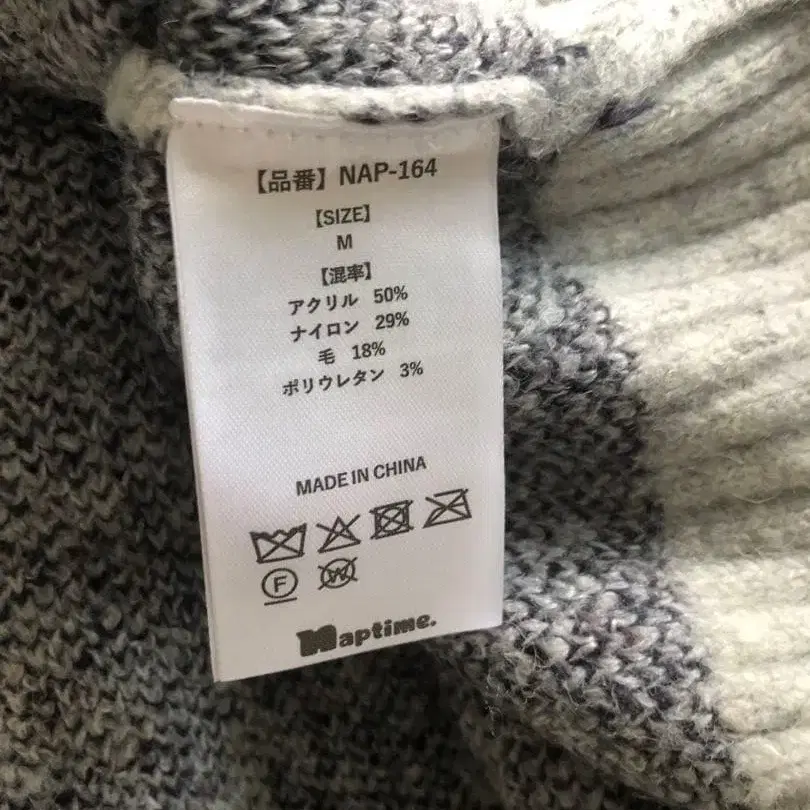 【品番】NAP-164
【SIZE】
M
【混率】
アクリル 50%
ナイロン 29%
毛 18%
ポリウレタン 3%
MADE IN CHINA
F W
Naptime.